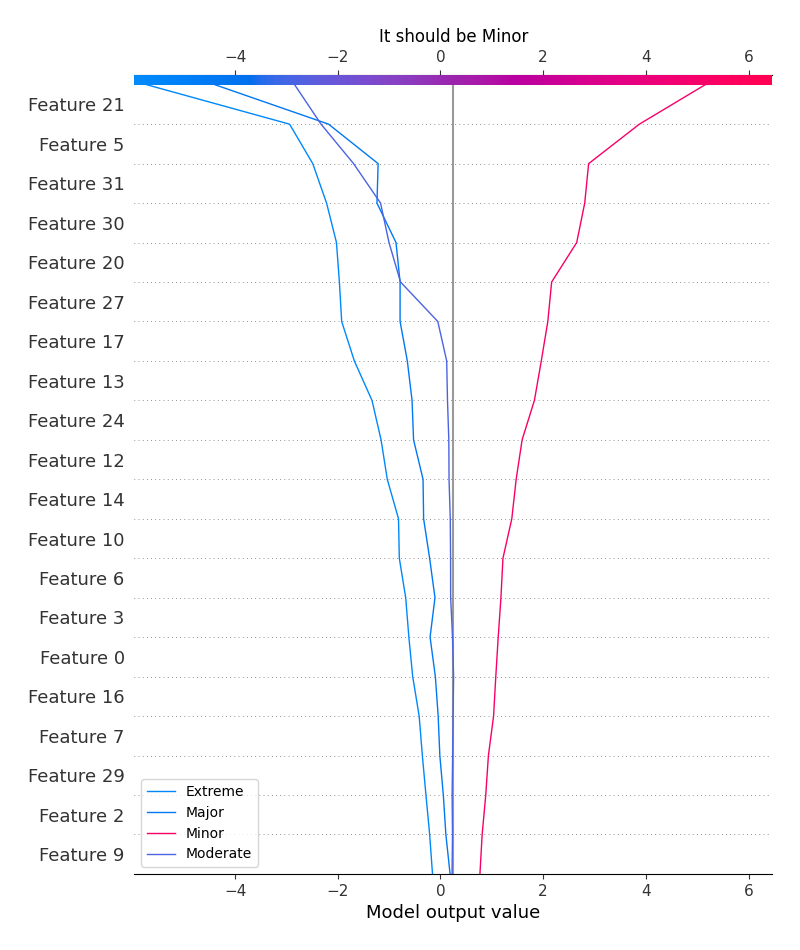 It should be Minor
−4 −2 0 2 4 6
Feature 21
Feature 5
Feature 31
Feature 30
Feature 20
Feature 27
Feature 17
Feature 13
Feature 24
Feature 12
Feature 14
Feature 10
Feature 6
Feature 3
Feature 0
Feature 16
Feature 7
Feature 29
Feature 2
Feature 9
Extreme
Major
Minor
Moderate
−4 −2 0 2 4 6
Model output value